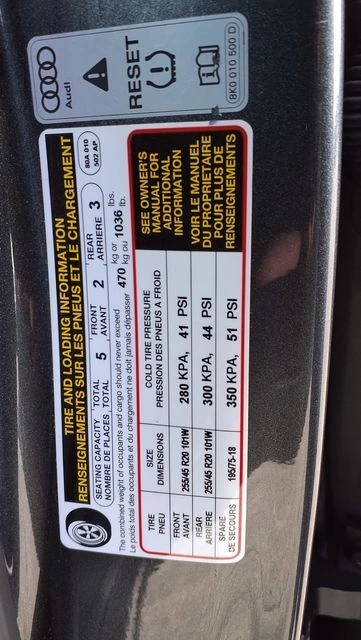 Audi
RESET
8K0 010 500 D
TIRE AND LOADING INFORMATION
RENSEIGNEMENTS SUR LES PNEUS ET LE CHARGEMENT
80A 010
502 AP
SEATING CAPACITY TOTAL 5 FRONT 2 REAR 3
NOMBRE DE PLACES TOTAL AVANT ARRIERE
The combined weight of occupants and cargo should never exceed 470 kg or 1036 lbs.
Le poids total des occupants et du chargement ne doit jamais dépasser kg ou lb.
TIRE SIZE COLD TIRE PRESSURE
PNEU DIMENSIONS PRESSION DES PNEUS A FROID
FRONT 255/45 R20 101W 280 KPA, 41 PSI
AVANT
REAR 255/45 R20 101W 300 KPA, 44 PSI
ARRIERE
SPARE 195/75-18 350 KPA, 51 PSI
DE SECOURS
SEE OWNER'S
MANUAL FOR
ADDITIONAL
INFORMATION
VOIR LE MANUEL
DU PROPRIETAIRE
POUR PLUS DE
RENSEIGNEMENTS